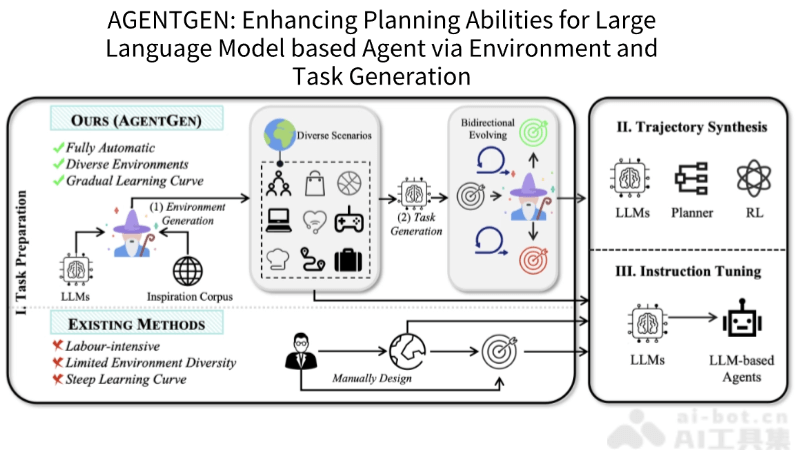 AGENTGEN: Enhancing Planning Abilities for Large
Language Model based Agent via Environment and
Task Generation
I. Task Preparation
OURS (AGENTGEN)
Fully Automatic
Diverse Environments
Gradual Learning Curve
(1) Environment
Generation
LLMs
Inspiration Corpus
Diverse Scenarios
(2) Task
Generation
Bidirectional
Evolving
EXISTING METHODS
Labour-intensive
Limited Environment Diversity
Steep Learning Curve
Manually Design
II. Trajectory Synthesis
LLMs
Planner
RL
III. Instruction Tuning
LLMs
LLM-based
Agents
ai-bot.cn
AI工具集